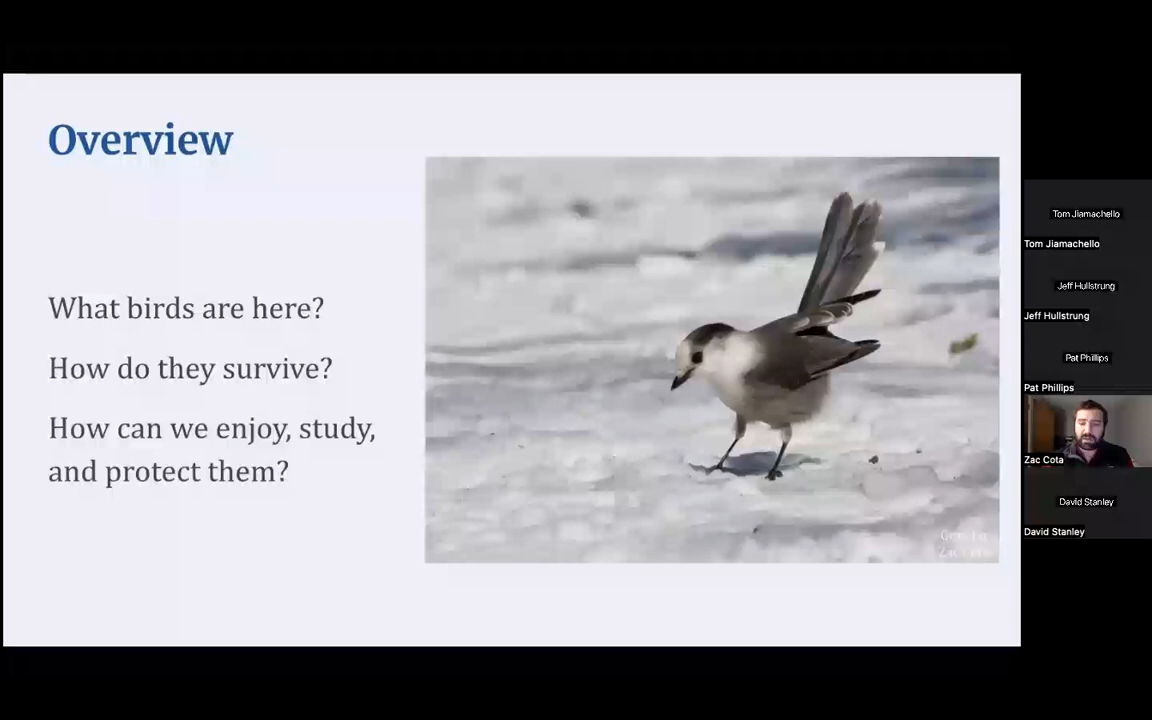 Overview
What birds are here?
How do they survive?
How can we enjoy, study,
and protect them?
Tom Jiamachello
Tom Jiamachello
Jeff Hullstrung
Jeff Hullstrung
Pat Phillips
Pat Phillips
Zac Cota
David Stanley
David Stanley